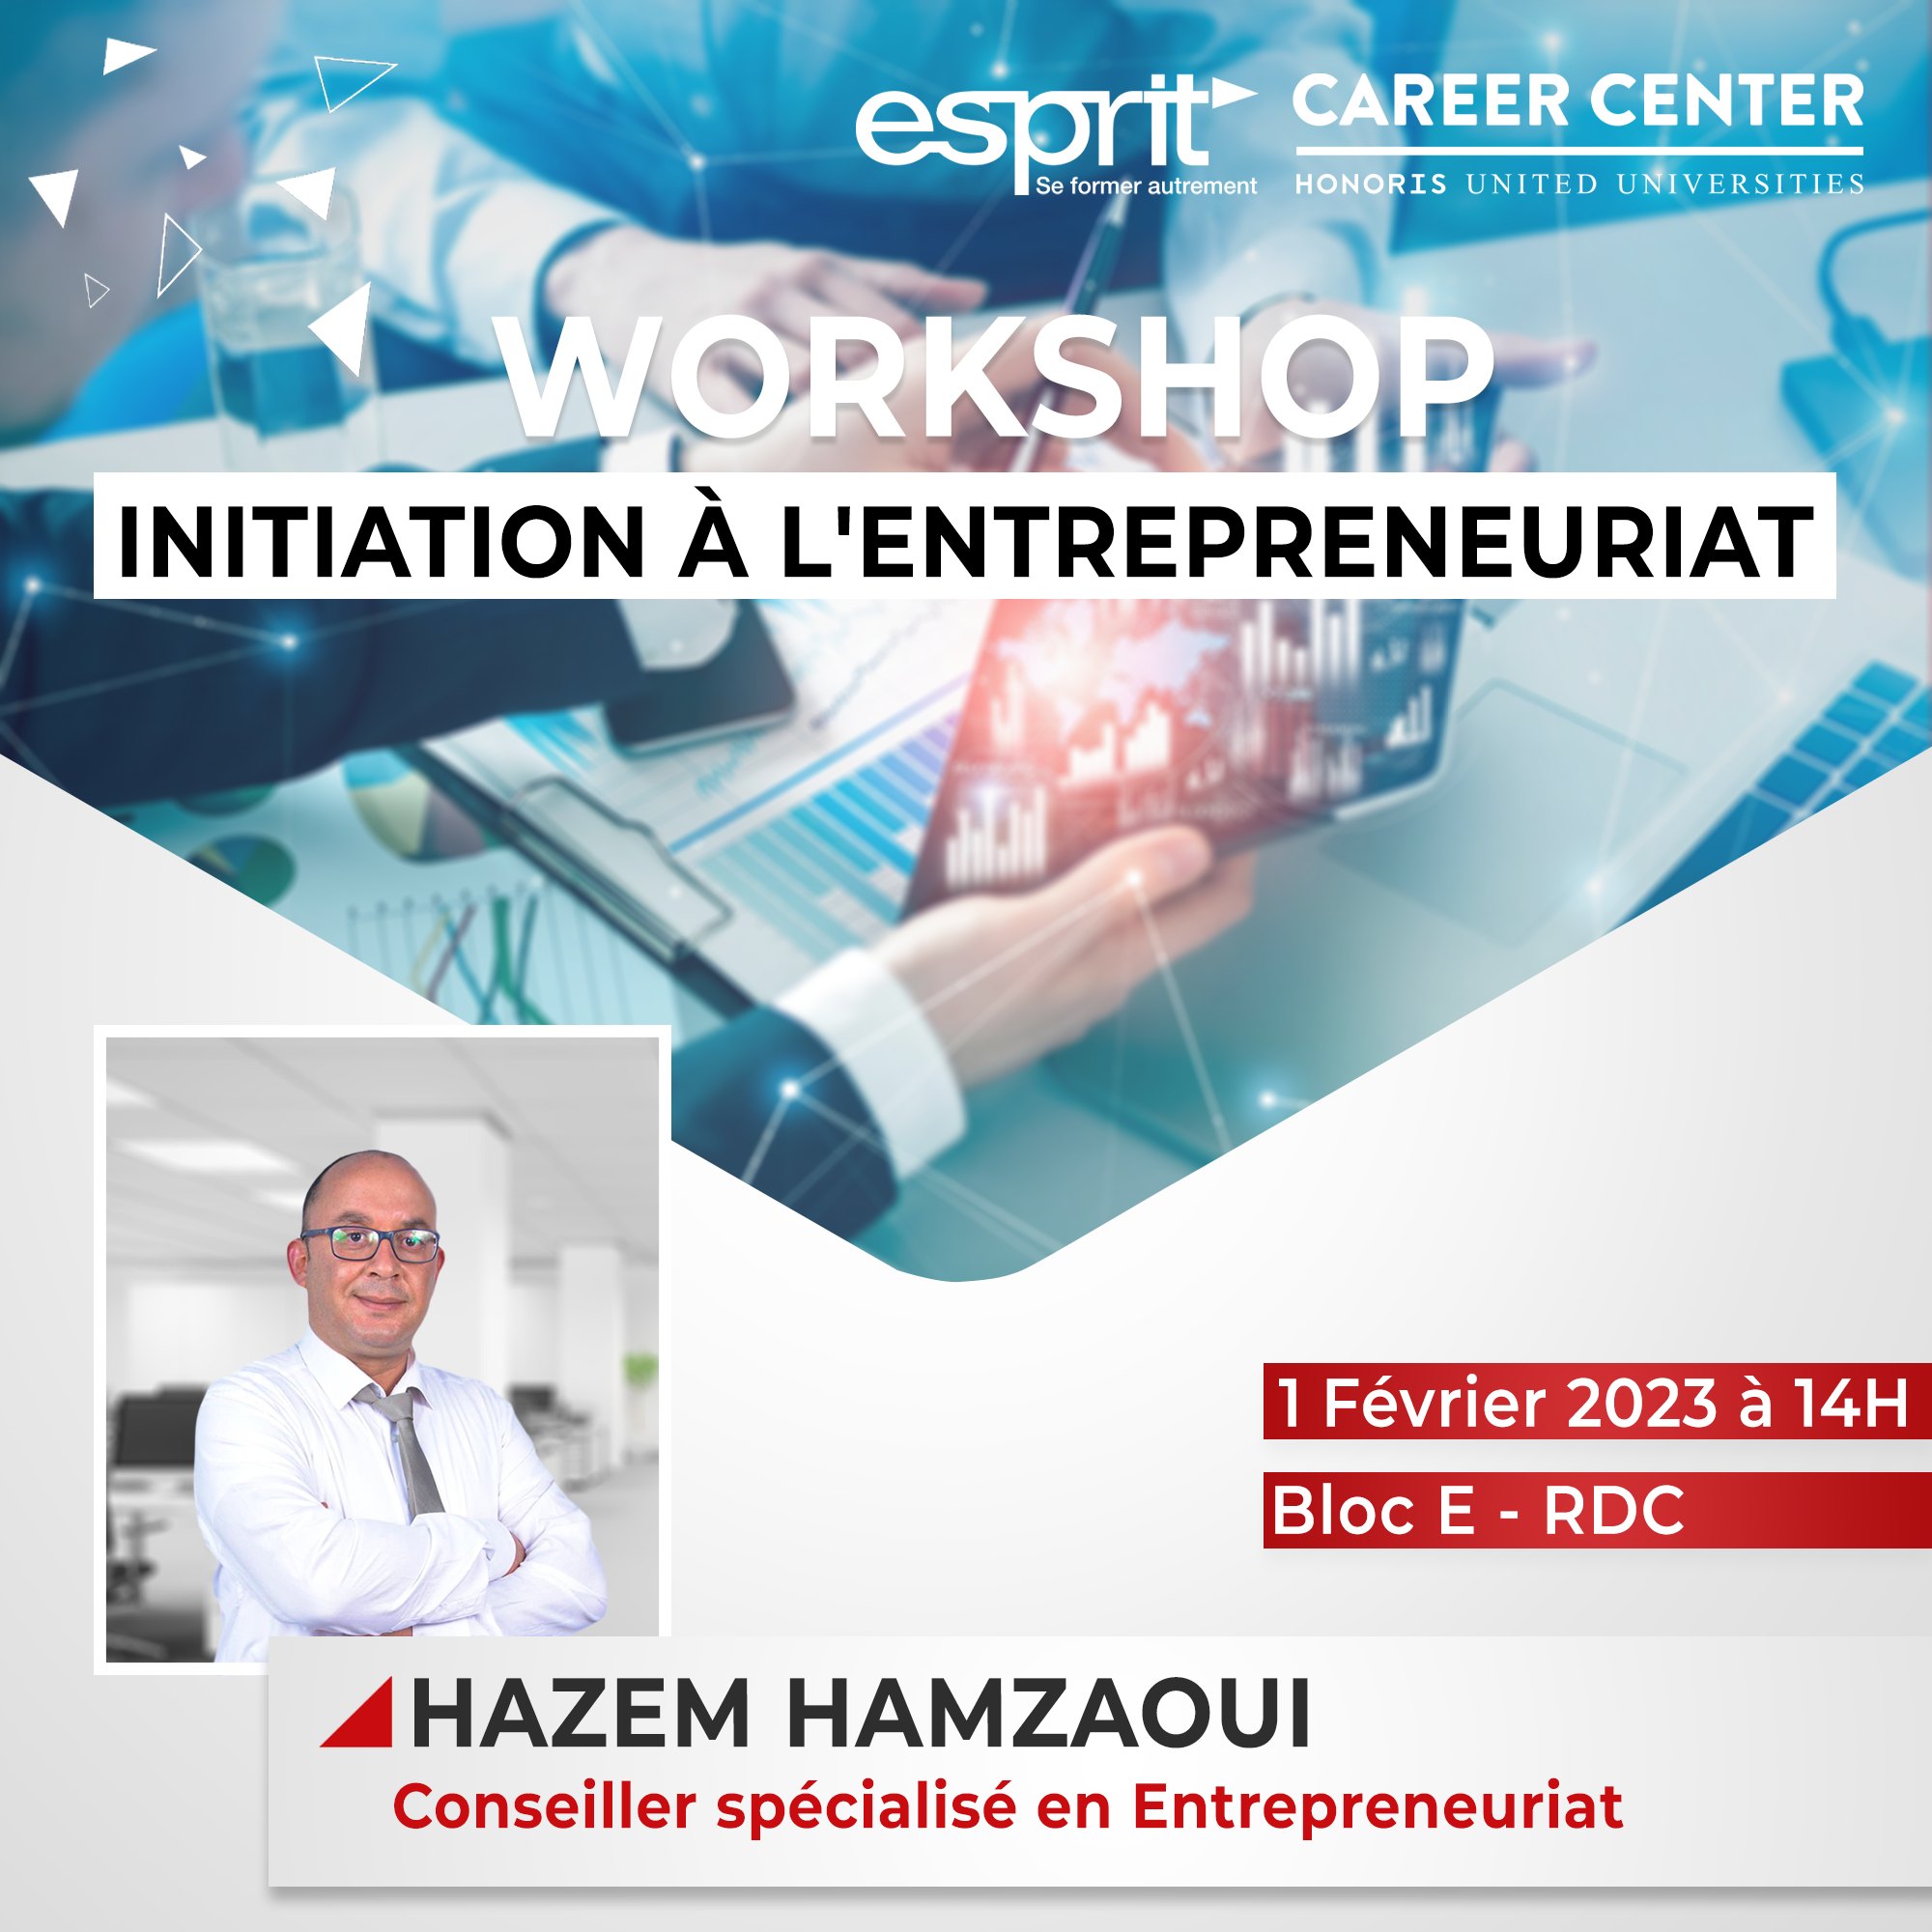 esprit
Se former autrement
CAREER CENTER
HONORIS UNITED UNIVERSITIES
WORKSHOP
INITIATION À L'ENTREPRENEURIAT
1 Février 2023 à 14H
Bloc E - RDC
HAZEM HAMZAOUI
Conseiller spécialisé en Entrepreneuriat